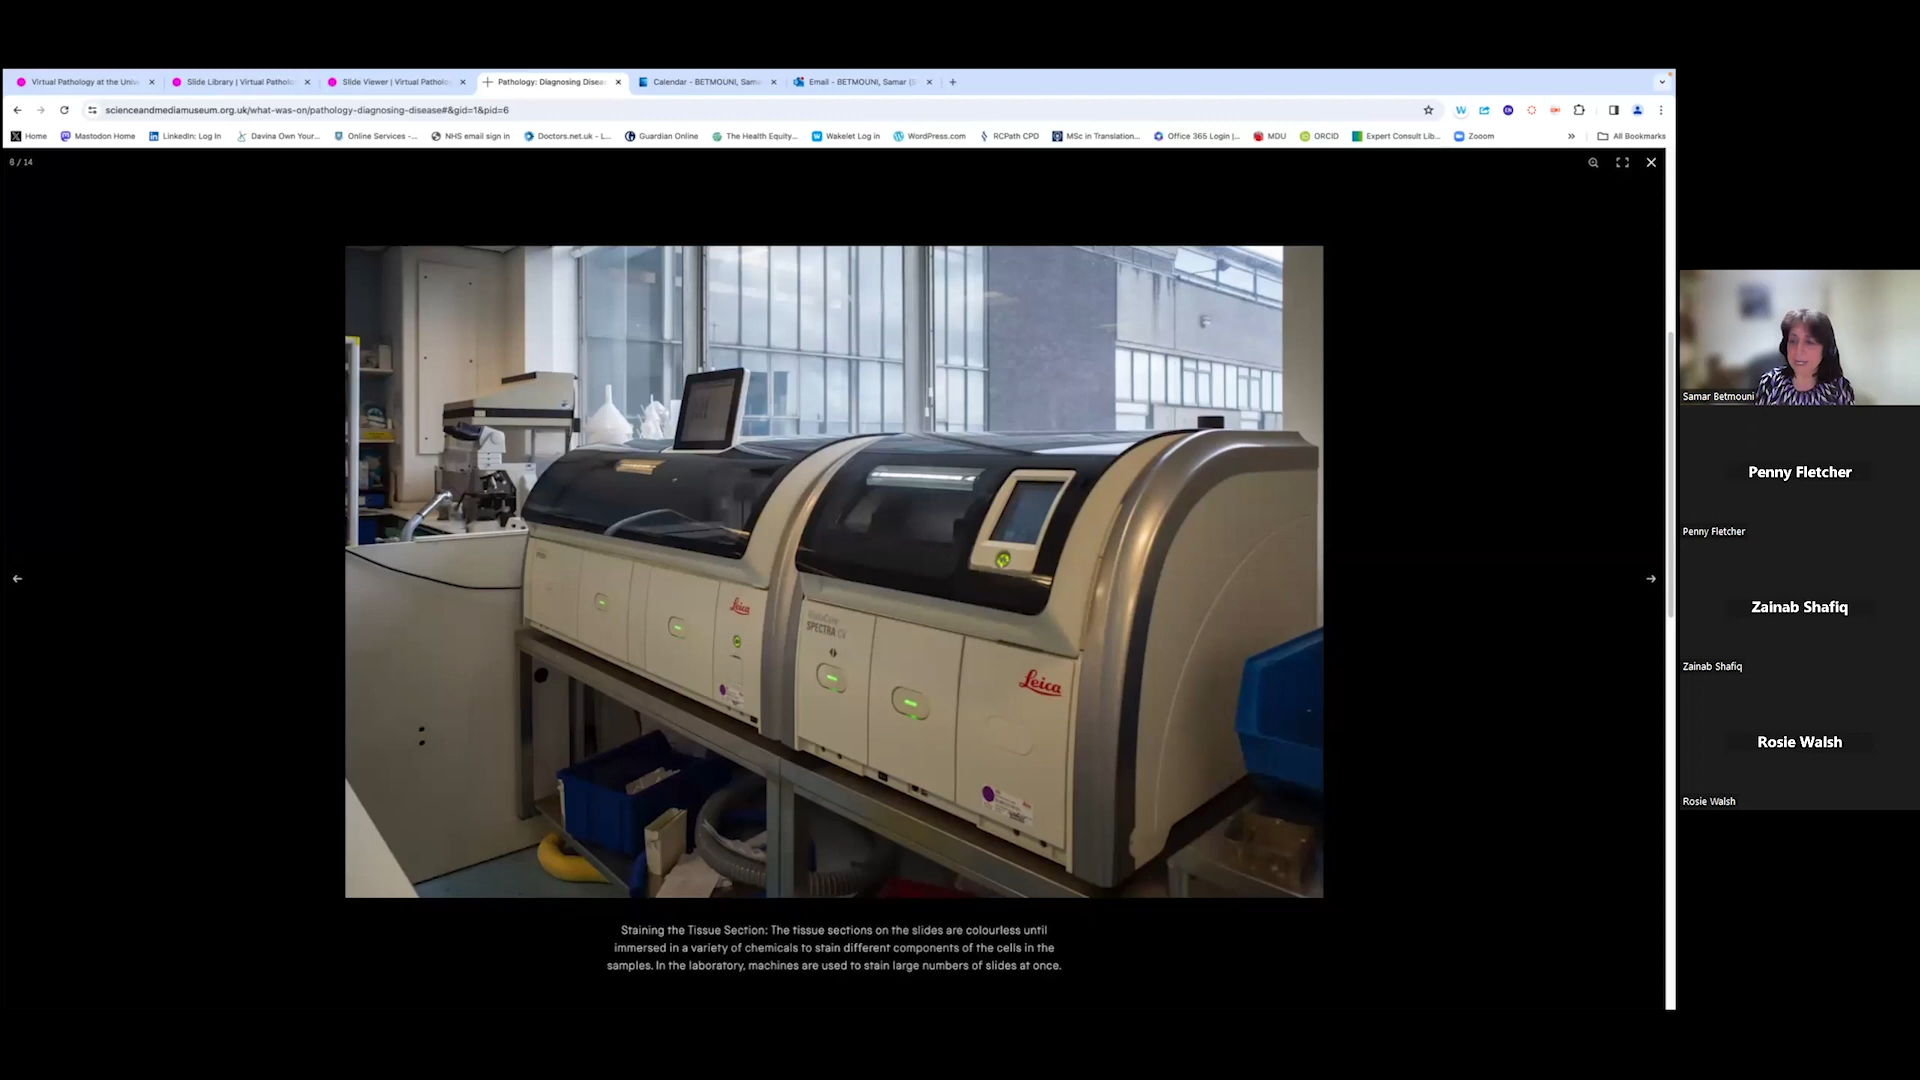 Virtual Pathology at the Univ
Slide Library | Virtual Patholo
Slide Viewer | Virtual Patholo
Pathology: Diagnosing Disea
Calendar - BETMOUNI, Sam
Email - BETMOUNI, Samar (S
scienceandmediamuseum.org.uk/what-was-on/pathology-diagnosing-disease#&gid=1&pid=6
Home
Mastodon Home
LinkedIn: Log In
Davina Own Your...
Online Services -...
NHS email sign in
Doctors.net.uk - L...
Guardian Online
The Health Equity...
Wakelet Log in
WordPress.com
RCPath CPD
MSc in Translation...
Office 365 Login |...
MDU
ORCID
Expert Consult Lib...
Zooom
All Bookmarks
6 / 14
Leica
SPECTRA CV
Leica
Staining the Tissue Section: The tissue sections on the slides are colourless until
immersed in a variety of chemicals to stain different components of the cells in the
samples. In the laboratory, machines are used to stain large numbers of slides at once.
Samar Betmouni
Penny Fletcher
Penny Fletcher
Zainab Shafiq
Zainab Shafiq
Rosie Walsh
Rosie Walsh